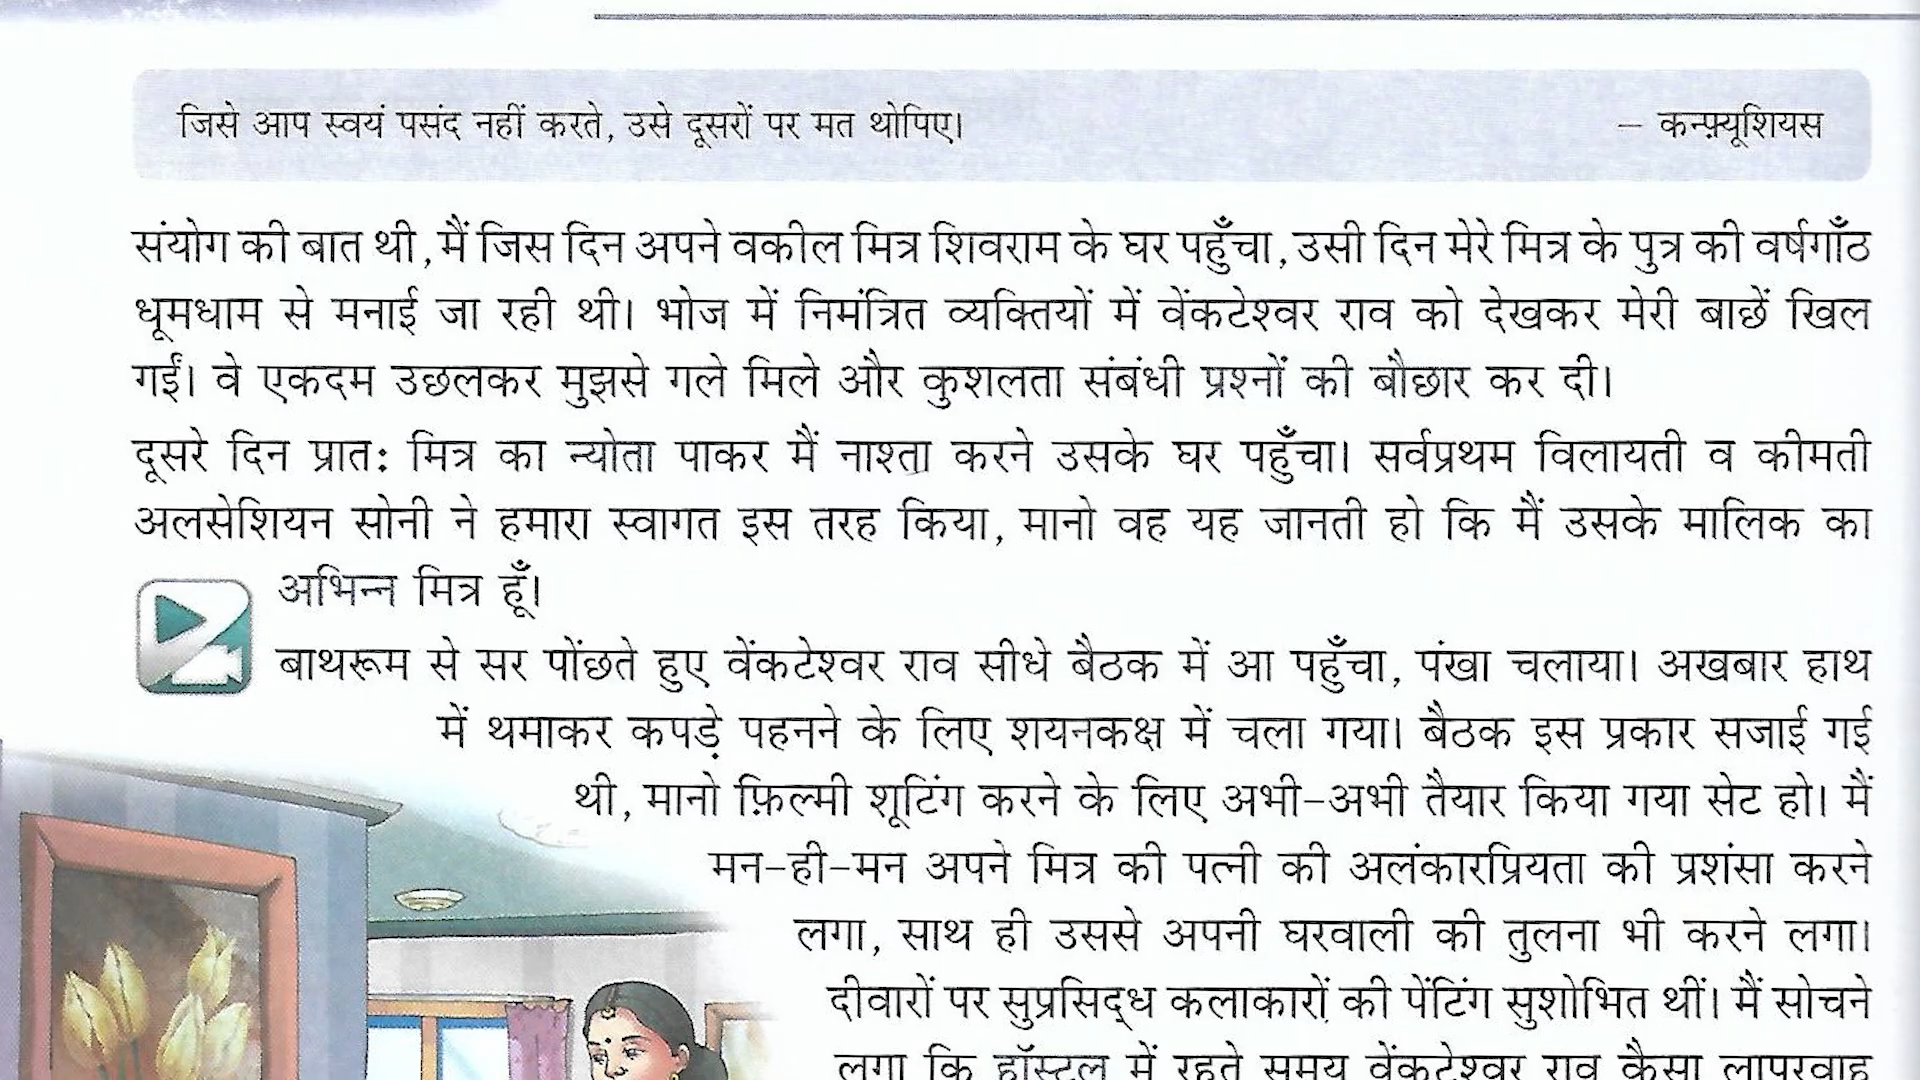 जिसे आप स्वयं पसंद नहीं करते, उसे दूसरों पर मत थोपिए। – कन्फ़्यूशियस
संयोग की बात थी, मैं जिस दिन अपने वकील मित्र शिवराम के घर पहुँचा, उसी दिन मेरे मित्र के पुत्र की वर्षगाँठ
धूमधाम से मनाई जा रही थी। भोज में निमंत्रित व्यक्तियों में वेंकटेश्वर राव को देखकर मेरी बाछें खिल
गईं। वे एकदम उछलकर मुझसे गले मिले और कुशलता संबंधी प्रश्नों की बौछार कर दी।
दूसरे दिन प्रातः मित्र का न्योता पाकर मैं नाश्ता करने उसके घर पहुँचा। सर्वप्रथम विलायती व कीमती
अलसेशियन सोनी ने हमारा स्वागत इस तरह किया, मानो वह यह जानती हो कि मैं उसके मालिक का
अभिन्न मित्र हूँ।
बाथरूम से सर पोंछते हुए वेंकटेश्वर राव सीधे बैठक में आ पहुँचा, पंखा चलाया। अखबार हाथ
में थमाकर कपड़े पहनने के लिए शयनकक्ष में चला गया। बैठक इस प्रकार सजाई गई
थी, मानो फ़िल्मी शूटिंग करने के लिए अभी-अभी तैयार किया गया सेट हो। मैं
मन-ही-मन अपने मित्र की पत्नी की अलंकारप्रियता की प्रशंसा करने
लगा, साथ ही उससे अपनी घरवाली की तुलना भी करने लगा।
दीवारों पर सुप्रसिद्ध कलाकारों की पेंटिंग सुशोभित थीं। मैं सोचने
लगा कि हॉस्टल में रहते समय वेंकटेश्वर राव कैसा लापरवाह